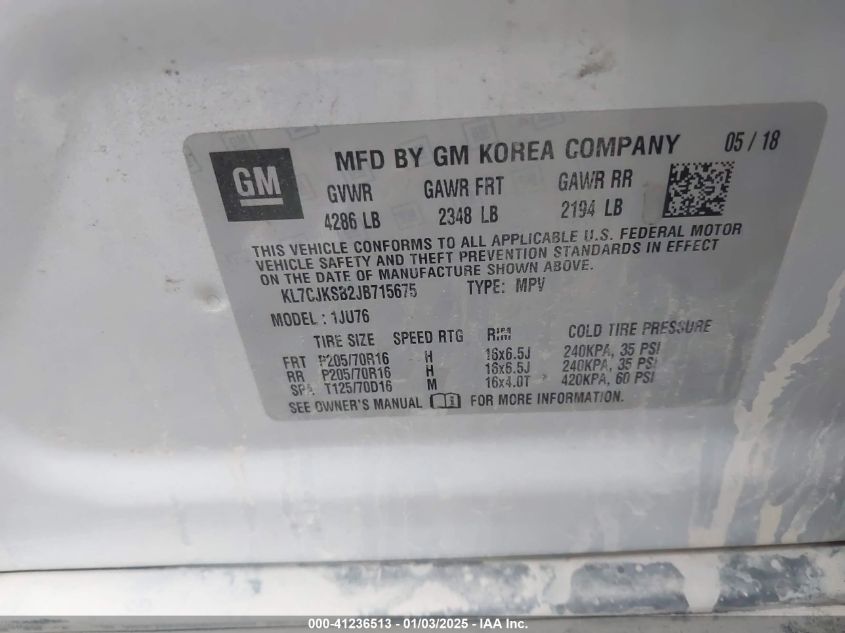 GM
MFD BY GM KOREA COMPANY 05 / 18
GVWR GAWR FRT GAWR RR
4286 LB 2348 LB 2194 LB
THIS VEHICLE CONFORMS TO ALL APPLICABLE U.S. FEDERAL MOTOR
VEHICLE SAFETY AND THEFT PREVENTION STANDARDS IN EFFECT
ON THE DATE OF MANUFACTURE SHOWN ABOVE.
KL7CJKSB2JB715675 TYPE: MPV
MODEL : 1JU76
TIRE SIZE SPEED RTG RIM COLD TIRE PRESSURE
FRT P205/70R16 H 16x6.5J 240KPA, 35 PSI
RR P205/70R16 H 16x6.5J 240KPA, 35 PSI
SPA T125/70D16 M 16x4.0T 420KPA, 60 PSI
SEE OWNER'S MANUAL FOR MORE INFORMATION.
000-41236513 - 01/03/2025 - IAA Inc.